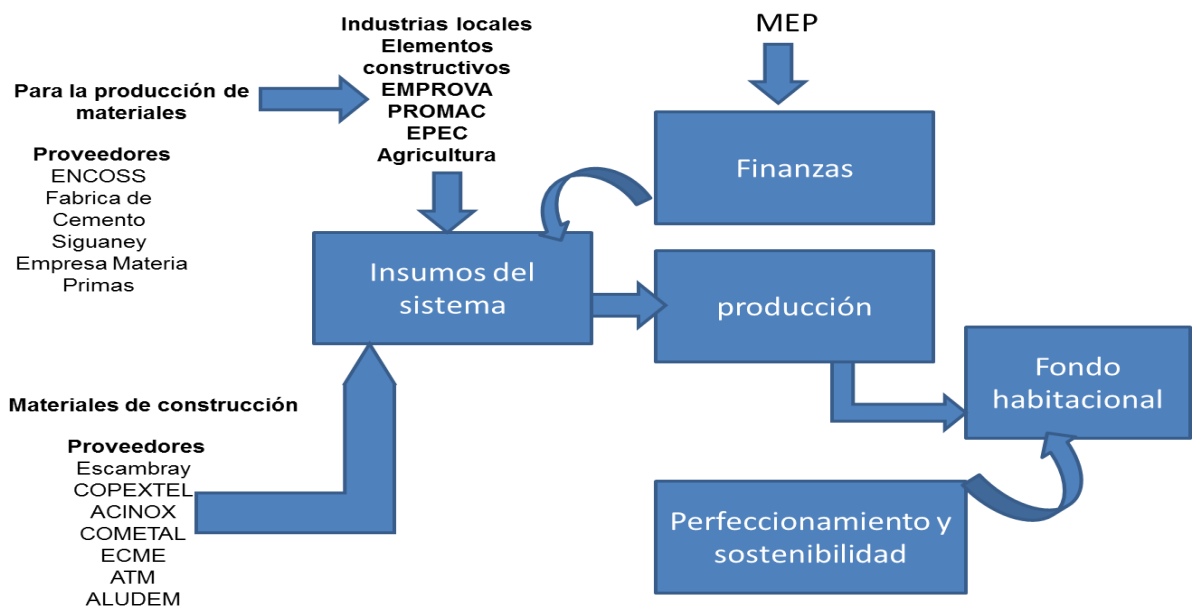 Para la producción de
materiales
Proveedores
ENCOSS
Fabrica de
Cemento
Siguaney
Empresa Materia
Primas
Materiales de construcción
Proveedores
Escambray
COPEXTEL
ACINOX
COMETAL
ECME
ATM
ALUDEM
Industrias locales
Elementos
constructivos
EMPROVA
PROMAC
EPEC
Agricultura
Insumos del
sistema
MEP
Finanzas
producción
Perfeccionamiento y
sostenibilidad
Fondo
habitacional